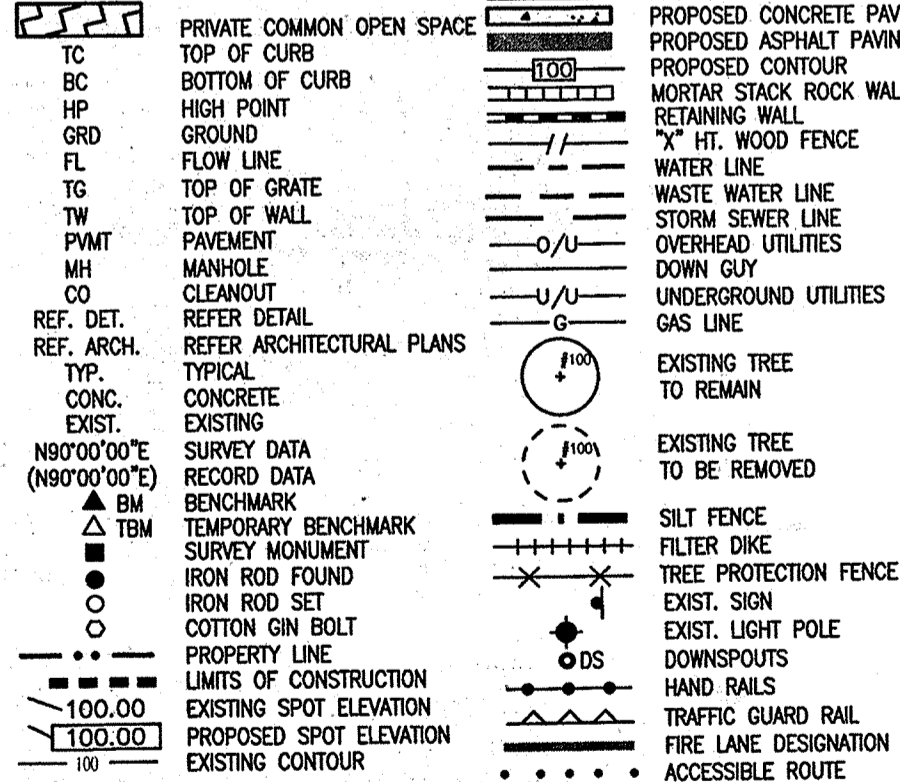 PRIVATE COMMON OPEN SPACE
TC TOP OF CURB
BC BOTTOM OF CURB
HP HIGH POINT
GRD GROUND
FL FLOW LINE
TG TOP OF GRATE
TW TOP OF WALL
PVMT PAVEMENT
MH MANHOLE
CO CLEANOUT
REF. DET. REFER DETAIL
REF. ARCH. REFER ARCHITECTURAL PLANS
TYP. TYPICAL
CONC. CONCRETE
EXIST. EXISTING
N90°00'00"E SURVEY DATA
(N90°00'00"E) RECORD DATA
BM BENCHMARK
TBM TEMPORARY BENCHMARK
SURVEY MONUMENT
IRON ROD FOUND
IRON ROD SET
COTTON GIN BOLT
PROPERTY LINE
LIMITS OF CONSTRUCTION
100.00 EXISTING SPOT ELEVATION
100.00 PROPOSED SPOT ELEVATION
100 EXISTING CONTOUR
PROPOSED CONCRETE PAV
PROPOSED ASPHALT PAVIN
100 PROPOSED CONTOUR
MORTAR STACK ROCK WAL
RETAINING WALL
// "X" HT. WOOD FENCE
WATER LINE
WASTE WATER LINE
STORM SEWER LINE
O/U OVERHEAD UTILITIES
DOWN GUY
U/U UNDERGROUND UTILITIES
G GAS LINE
#100 EXISTING TREE
TO REMAIN
#100 EXISTING TREE
TO BE REMOVED
SILT FENCE
FILTER DIKE
TREE PROTECTION FENCE
EXIST. SIGN
EXIST. LIGHT POLE
DS DOWNSPOUTS
HAND RAILS
TRAFFIC GUARD RAIL
FIRE LANE DESIGNATION
ACCESSIBLE ROUTE